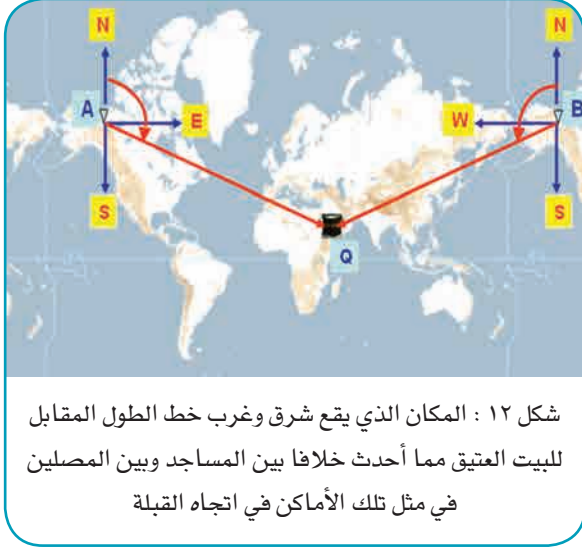 N
N
A
B
E
W
S
S
Q
شكل ١٢ : المكان الذي يقع شرق وغرب خط الطول المقابل
للبيت العتيق مما أحدث خلافا بين المساجد وبين المصلين
في مثل تلك الأماكن في اتجاه القبلة